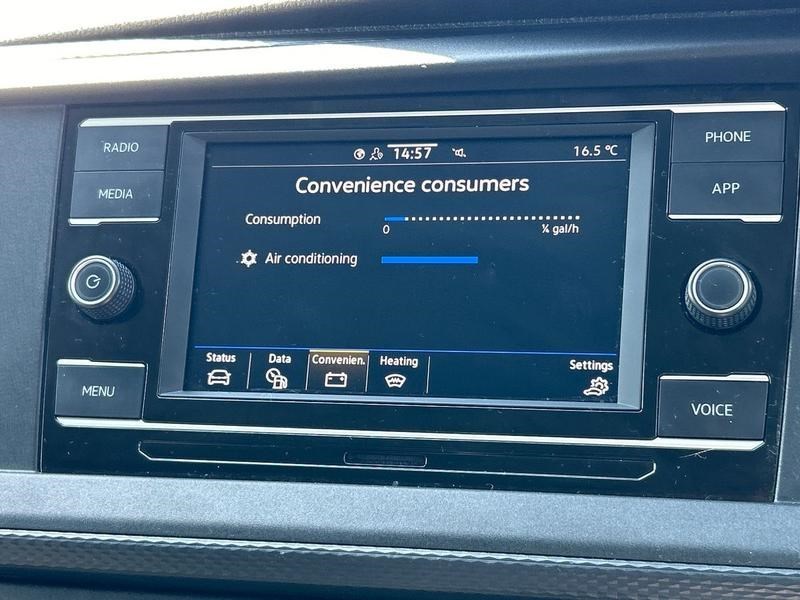 RADIO
MEDIA
MENU
14:57
16.5 °C
Convenience consumers
Consumption
0
¼ gal/h
Air conditioning
Status
Data
Convenien.
Heating
Settings
PHONE
APP
VOICE